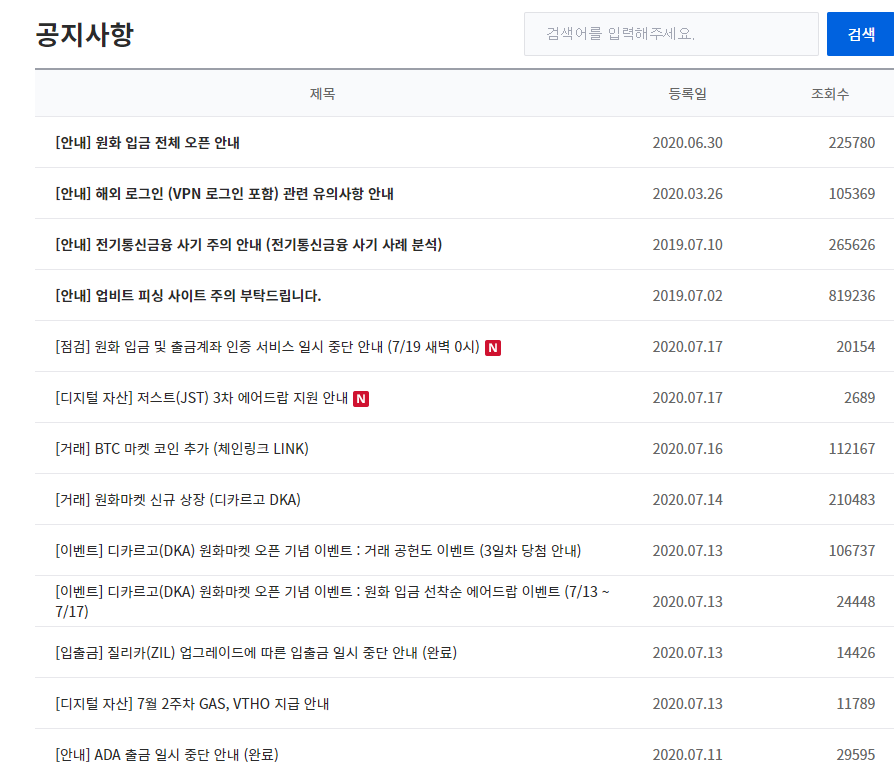 공지사항
검색어를 입력해주세요.
검색
제목 등록일 조회수
[안내] 원화 입금 전체 오픈 안내 2020.06.30 225780
[안내] 해외 로그인 (VPN 로그인 포함) 관련 유의사항 안내 2020.03.26 105369
[안내] 전기통신금융 사기 주의 안내 (전기통신금융 사기 사례 분석) 2019.07.10 265626
[안내] 업비트 피싱 사이트 주의 부탁드립니다. 2019.07.02 819236
[점검] 원화 입금 및 출금계좌 인증 서비스 일시 중단 안내 (7/19 새벽 0시) N 2020.07.17 20154
[디지털 자산] 저스트(JST) 3차 에어드랍 지원 안내 N 2020.07.17 2689
[거래] BTC 마켓 코인 추가 (체인링크 LINK) 2020.07.16 112167
[거래] 원화마켓 신규 상장 (디카르고 DKA) 2020.07.14 210483
[이벤트] 디카르고(DKA) 원화마켓 오픈 기념 이벤트 : 거래 공헌도 이벤트 (3일차 당첨 안내) 2020.07.13 106737
[이벤트] 디카르고(DKA) 원화마켓 오픈 기념 이벤트 : 원화 입금 선착순 에어드랍 이벤트 (7/13 ~
7/17) 2020.07.13 24448
[입출금] 질리카(ZIL) 업그레이드에 따른 입출금 일시 중단 안내 (완료) 2020.07.13 14426
[디지털 자산] 7월 2주차 GAS, VTHO 지급 안내 2020.07.13 11789
[안내] ADA 출금 일시 중단 안내 (완료) 2020.07.11 29595